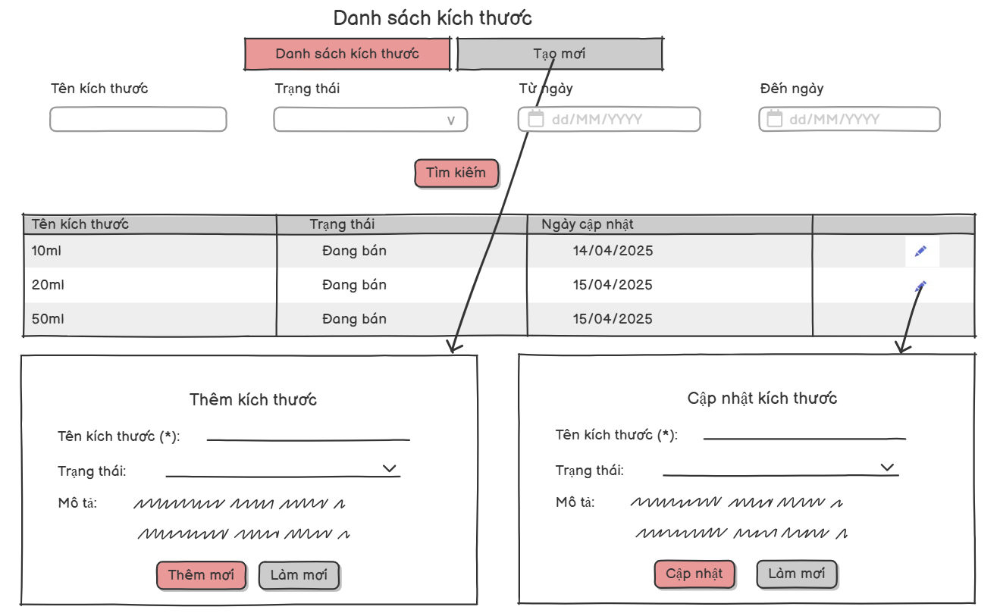 Danh sách kích thước
Danh sách kích thước Tạo mới
Tên kích thước Trạng thái Từ ngày Đến ngày
v dd/MM/YYYY dd/MM/YYYY
Tìm kiếm
Tên kích thước Trạng thái Ngày cập nhật
10ml Đang bán 14/04/2025
20ml Đang bán 15/04/2025
50ml Đang bán 15/04/2025
Thêm kích thước
Tên kích thước (*):
Trạng thái:
Mô tả:
Thêm mới Làm mới
Cập nhật kích thước
Tên kích thước (*):
Trạng thái:
Mô tả:
Cập nhật Làm mới